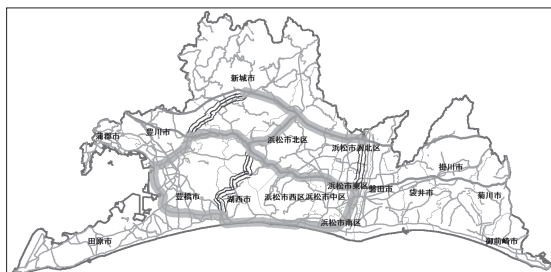 新城市
豊川市
蒲郡市
浜松市北区
浜松市浜北区
掛川市
浜松市東区
磐田市
袋井市
菊川市
豊橋市
湖西市
浜松市西区
浜松市中区
浜松市南区
田原市
御前崎市